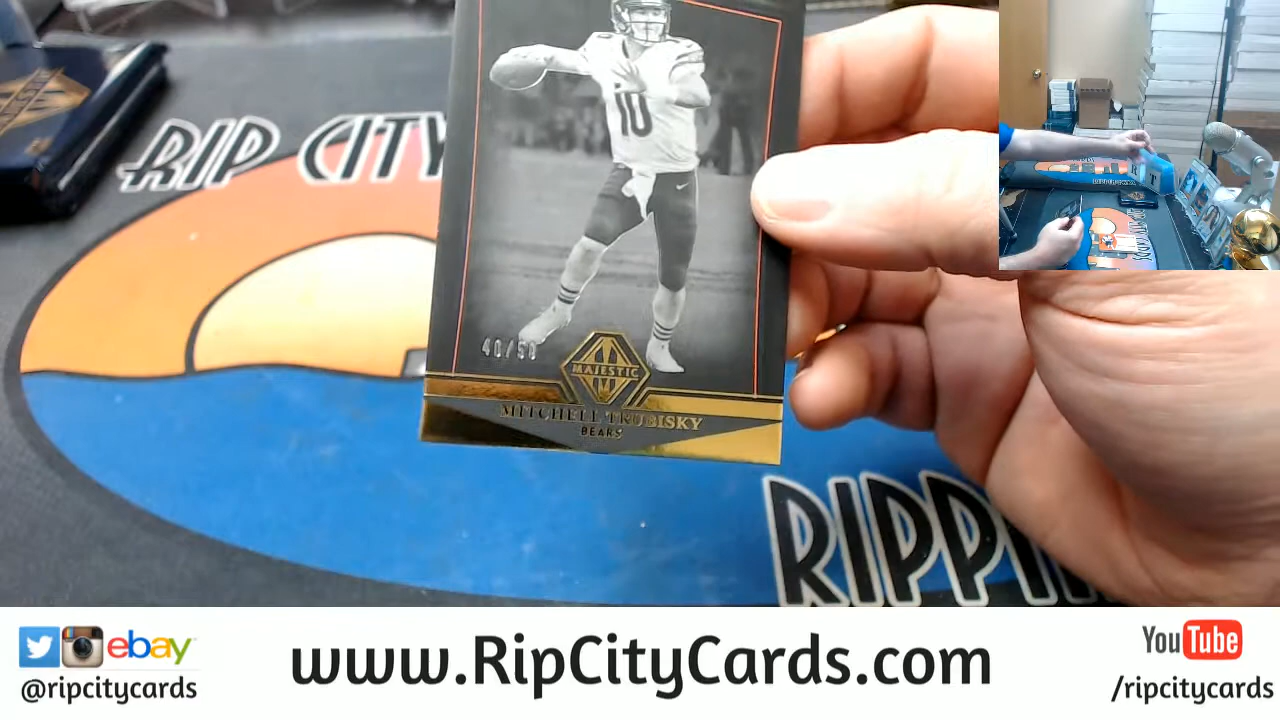 RIP CITY
10
40/50
MAJESTIC
MITCHELL TRUBISKY
BEARS
RIPPI
ebay
@ripcitycards
www.RipCityCards.com
YouTube
/ripcitycards